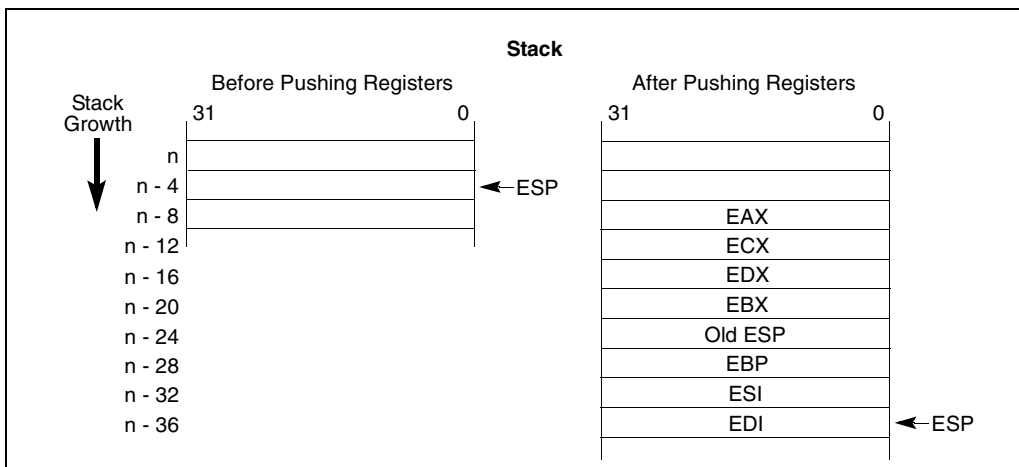 Stack
Before Pushing Registers
After Pushing Registers
Stack
Growth
31 0
31 0
n
n - 4
ESP
n - 8
EAX
n - 12
ECX
n - 16
EDX
n - 20
EBX
n - 24
Old ESP
n - 28
EBP
n - 32
ESI
n - 36
EDI
ESP